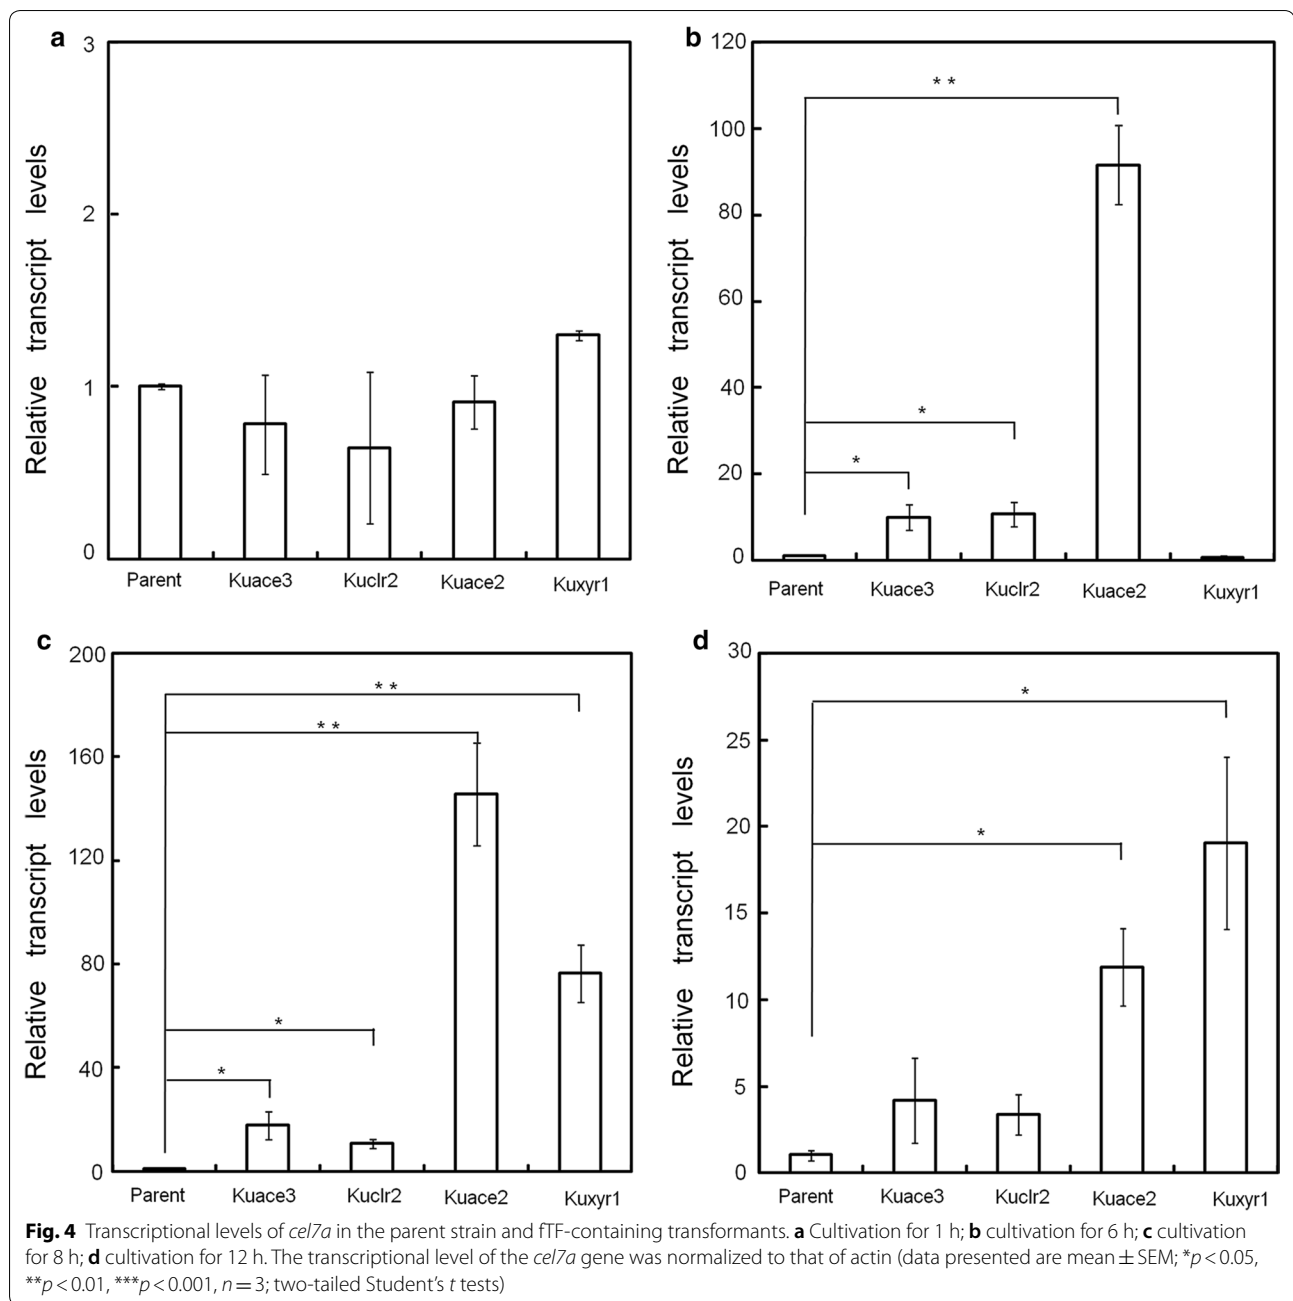 a
3
2
1
0
Relative transcript levels
Parent Kuace3 Kuclr2 Kuace2 Kuxyr1
b
120
100
80
60
40
20
0
Relative transcript levels
* *
*
*
Parent Kuace3 Kuclr2 Kuace2 Kuxyr1
c
200
160
120
80
40
0
Relative transcript levels
* *
* *
*
*
Parent Kuace3 Kuclr2 Kuace2 Kuxyr1
d
30
25
20
15
10
5
0
Relative transcript levels
*
*
Parent Kuace3 Kuclr2 Kuace2 Kuxyr1
Fig. 4 Transcriptional levels of cel7a in the parent strain and fTF-containing transformants. a Cultivation for 1 h; b cultivation for 6 h; c cultivation
for 8 h; d cultivation for 12 h. The transcriptional level of the cel7a gene was normalized to that of actin (data presented are mean ± SEM; *p < 0.05,
**p < 0.01, ***p < 0.001, n = 3; two-tailed Student's t tests)